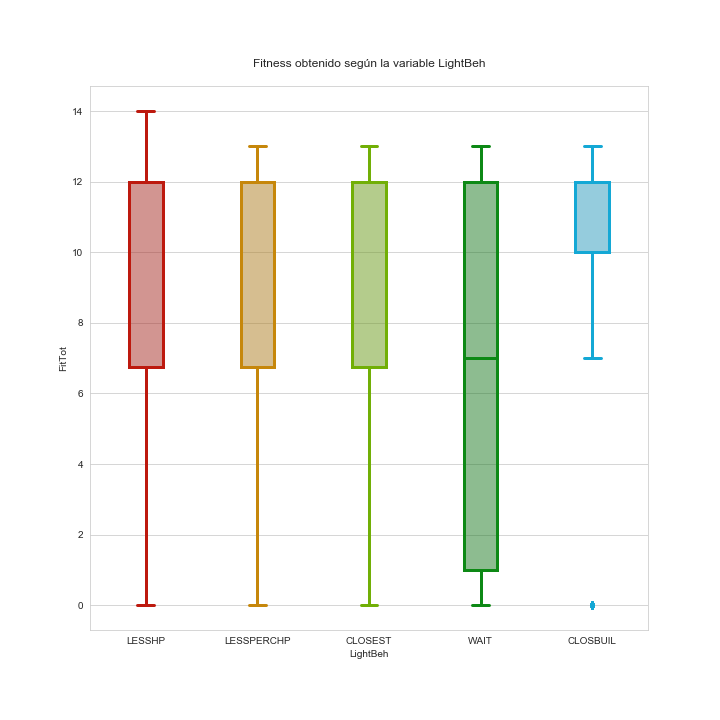 Fitness obtenido según la variable LightBeh
14
12
10
8
6
4
2
0
FitTot
LESSHP LESSPERCHP CLOSEST WAIT CLOSBUIL
LightBeh